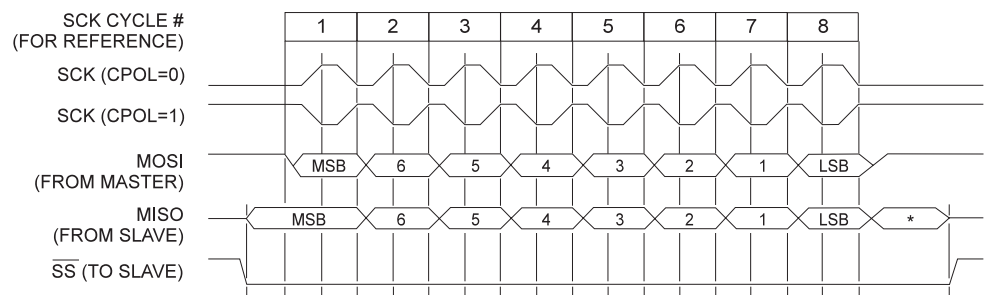 SCK CYCLE #
(FOR REFERENCE)
1 2 3 4 5 6 7 8
SCK (CPOL=0)
SCK (CPOL=1)
MOSI
(FROM MASTER)
MSB 6 5 4 3 2 1 LSB
MISO
(FROM SLAVE)
MSB 6 5 4 3 2 1 LSB *
SS (TO SLAVE)